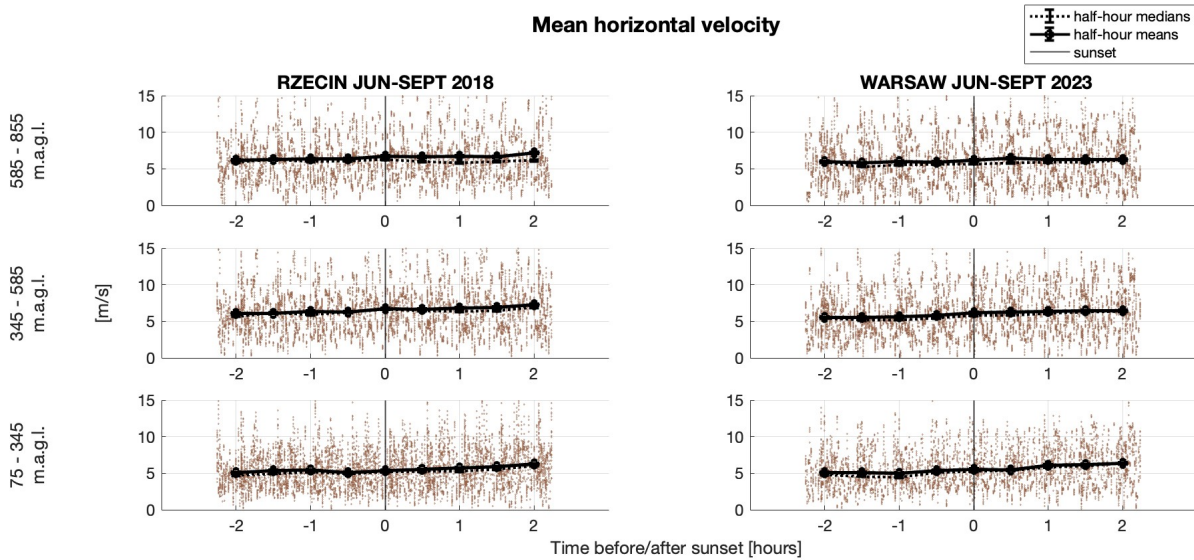 Mean horizontal velocity
half-hour medians
half-hour means
sunset
RZECIN JUN-SEPT 2018
WARSAW JUN-SEPT 2023
585 - 855
m.a.g.l.
15
10
5
0
-2 -1 0 1 2
15
10
5
0
-2 -1 0 1 2
345 - 585
m.a.g.l.
[m/s]
15
10
5
0
-2 -1 0 1 2
15
10
5
0
-2 -1 0 1 2
75 - 345
m.a.g.l.
15
10
5
0
-2 -1 0 1 2
15
10
5
0
-2 -1 0 1 2
Time before/after sunset [hours]